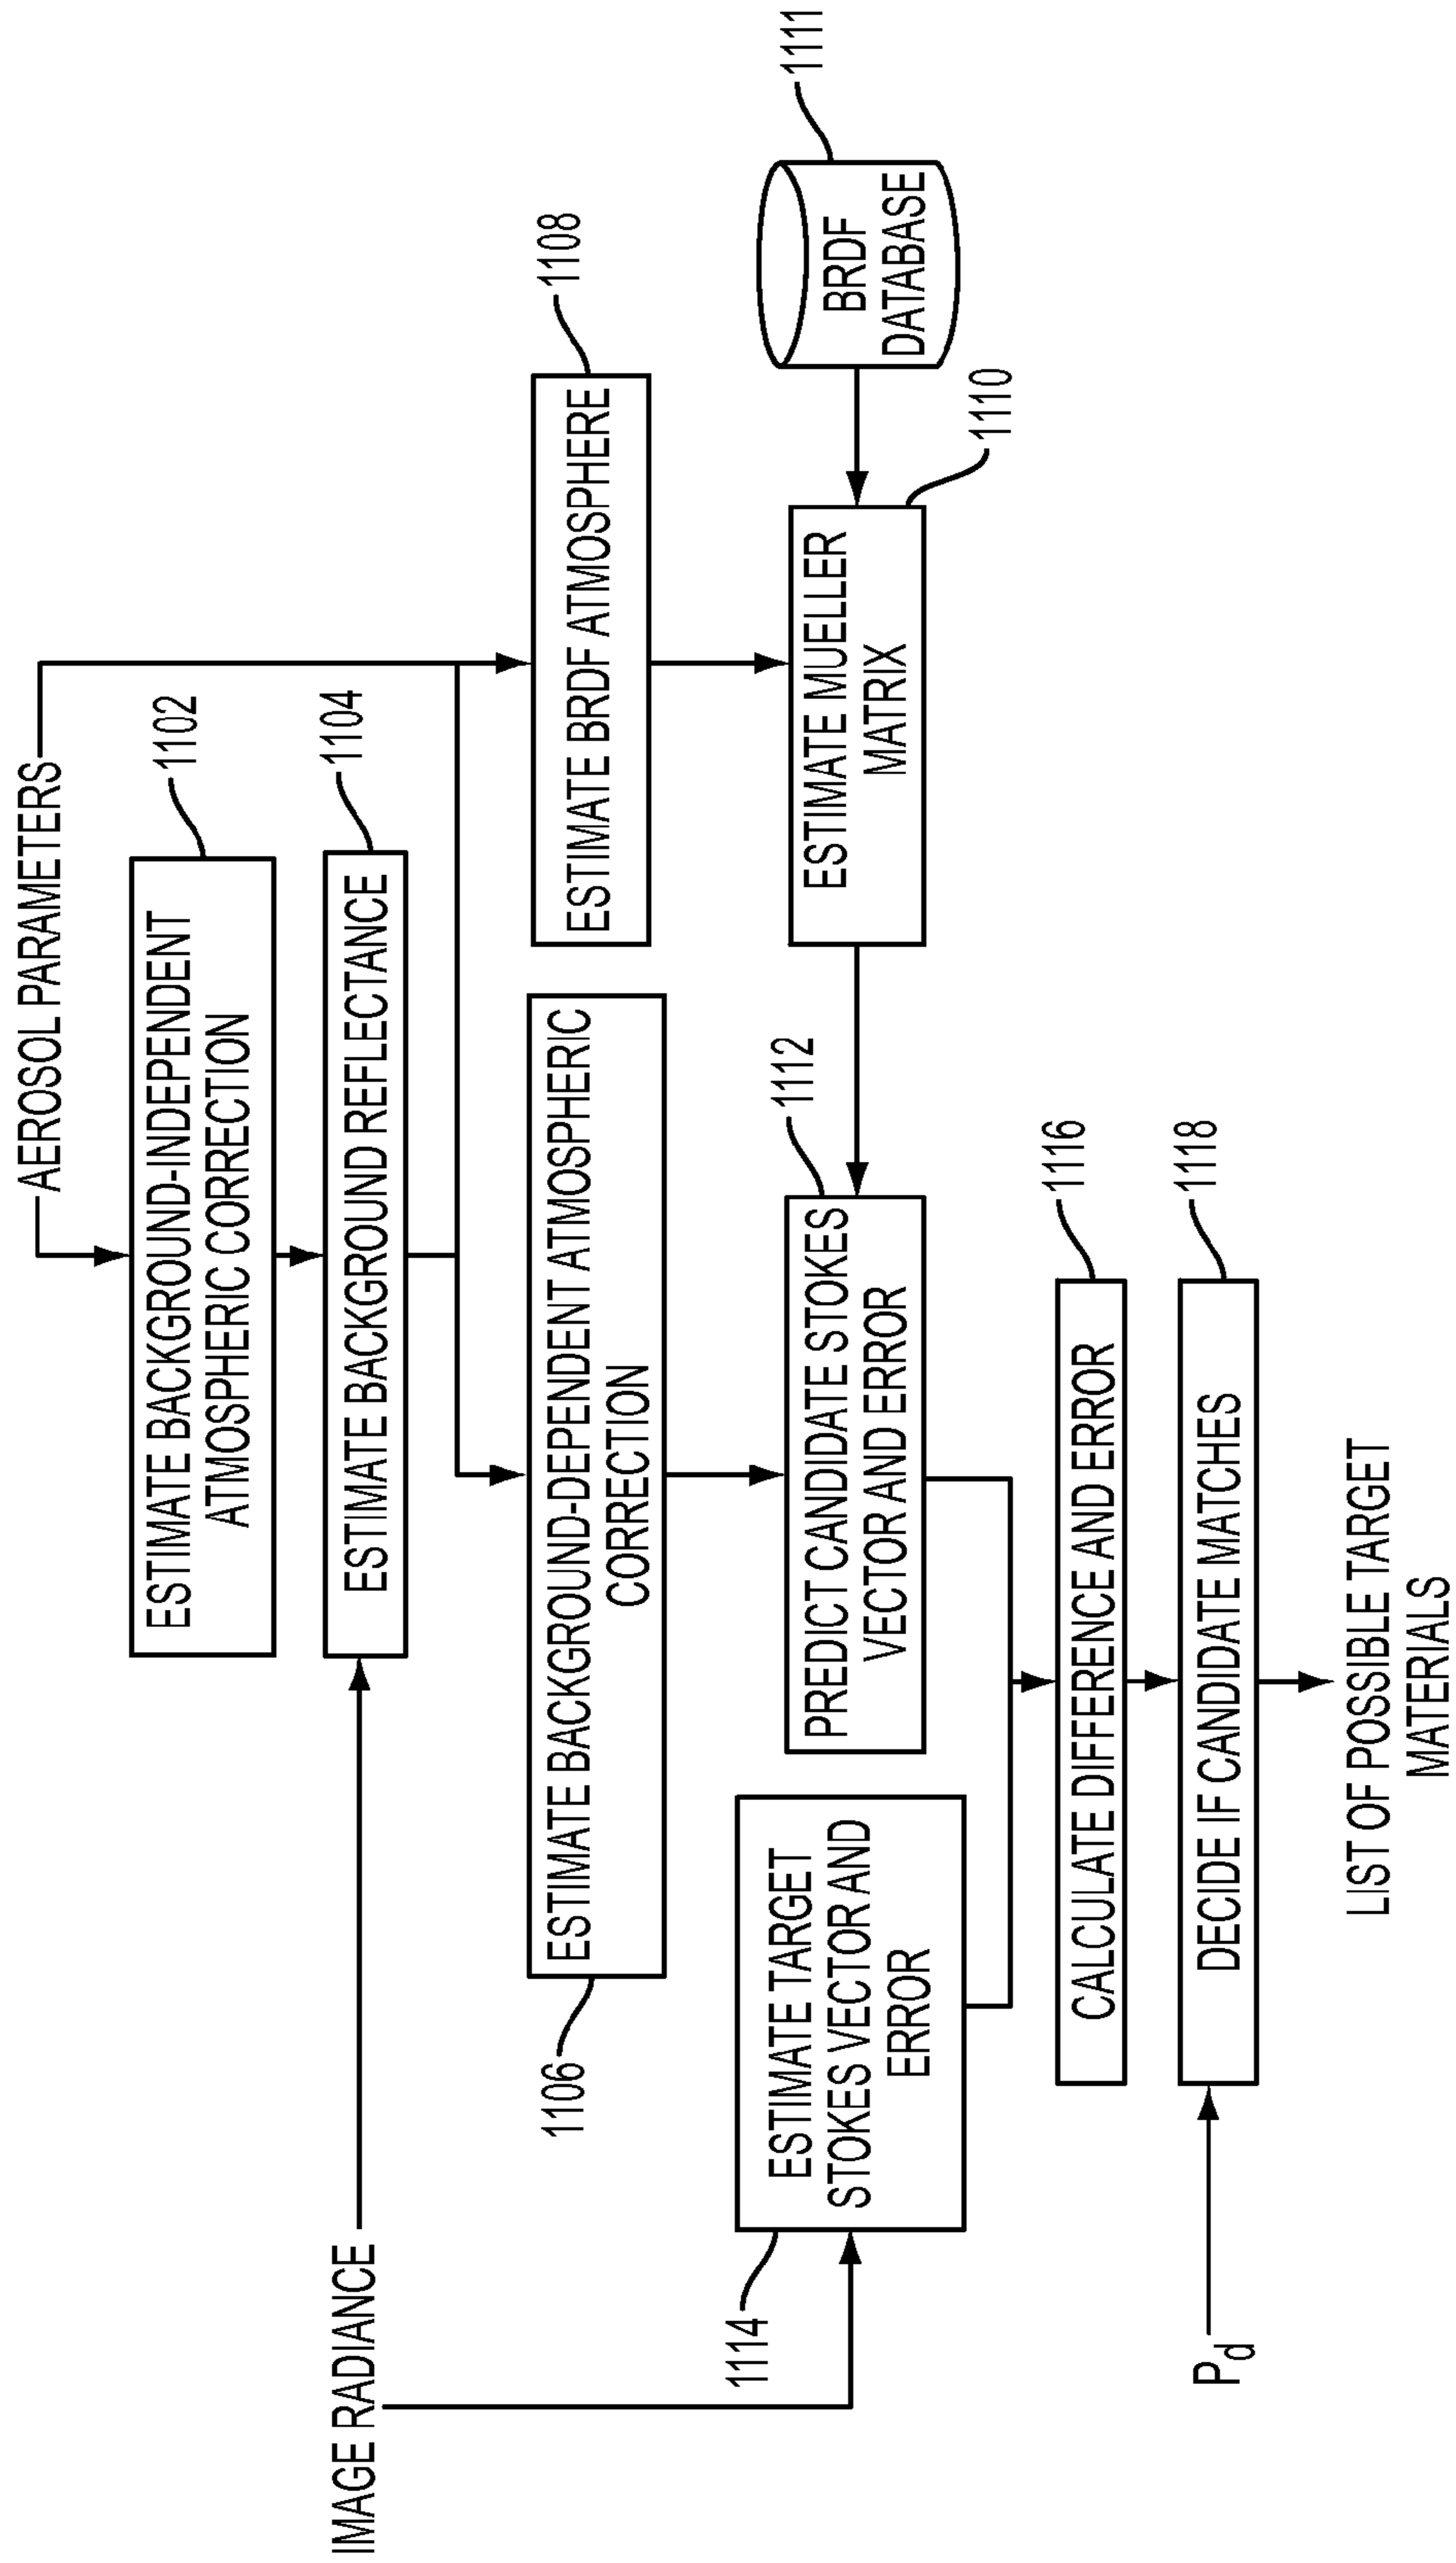 AEROSOL PARAMETERS
1102
ESTIMATE BACKGROUND-INDEPENDENT
ATMOSPHERIC CORRECTION
1104
IMAGE RADIANCE
ESTIMATE BACKGROUND REFLECTANCE
1108
1106
ESTIMATE BACKGROUND-DEPENDENT ATMOSPHERIC
CORRECTION
ESTIMATE BRDF ATMOSPHERE
1111
1114
ESTIMATE TARGET
STOKES VECTOR AND
ERROR
1112
PREDICT CANDIDATE STOKES
VECTOR AND ERROR
ESTIMATE MUELLER
MATRIX
1110
BRDF
DATABASE
1116
CALCULATE DIFFERENCE AND ERROR
1118
Pd
DECIDE IF CANDIDATE MATCHES
LIST OF POSSIBLE TARGET
MATERIALS